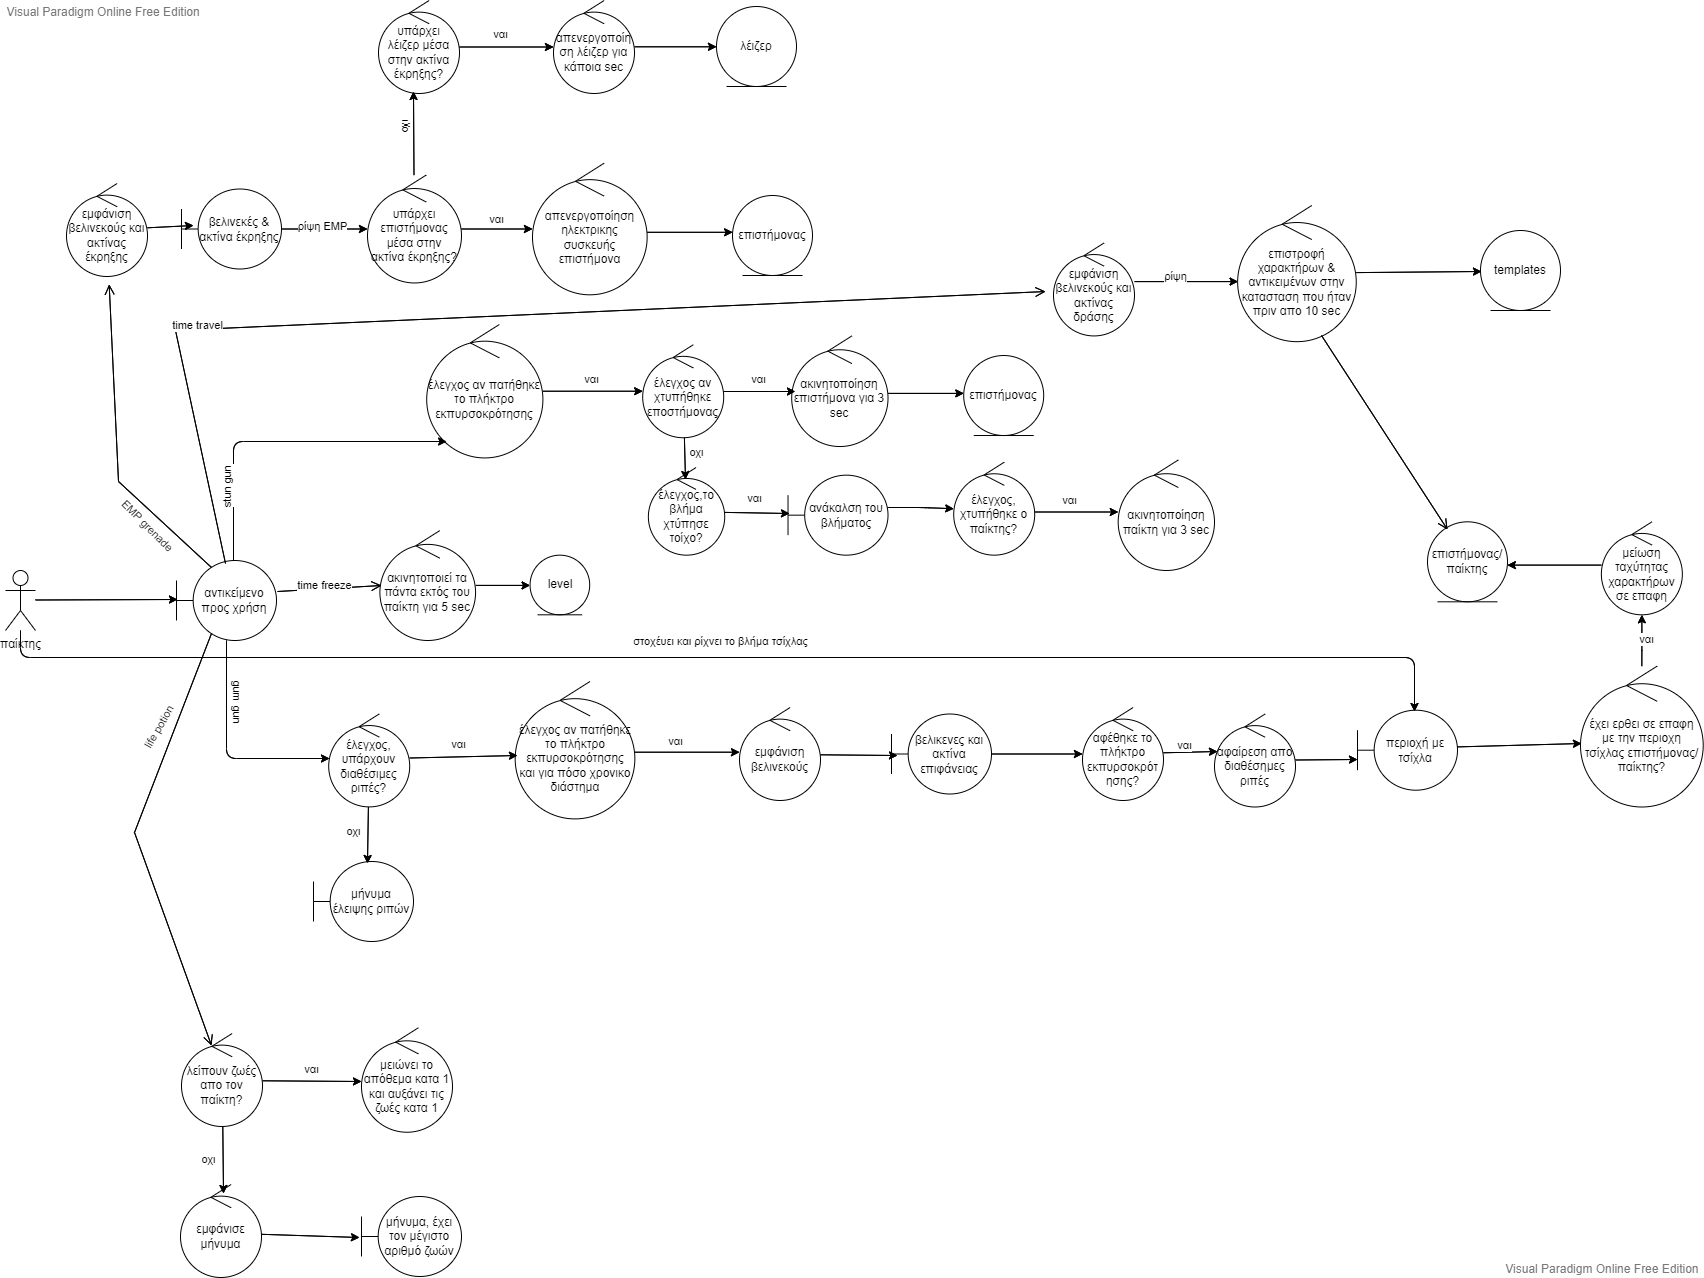 Visual Paradigm Online Free Edition
υπάρχει
λέιζερ μέσα
στην ακτίνα
έκρηξης?
ναι
απενεργοποίη
ση λέιζερ για
κάποια sec
λέιζερ
όχι
εμφάνιση
βελινεκούς και
ακτίνας
έκρηξης
βελινεκές &
ακτίνα έκρηξης
ρίψη EMP
υπάρχει
επιστήμονας
μέσα στην
ακτίνα έκρηξης?
ναι
απενεργοποίηση
ηλεκτρικης
συσκευής
επιστήμονα
επιστήμονας
εμφάνιση
βελινεκούς και
ακτίνας
δράσης
ρίψη
επιστροφή
χαρακτήρων &
αντικειμένων στην
κατασταση που ήταν
πριν απο 10 sec
templates
time travel
έλεγχος αν πατήθηκε
το πλήκτρο
εκπυρσοκρότησης
ναι
έλεγχος αν
χτυπήθηκε
εποστήμονας
ναι
ακινητοποίηση
επιστήμονα για 3
sec
επιστήμονας
οχι
stun gun
έλεγχος,το
βλήμα
χτύπησε
τοίχο?
ναι
ανάκαλση του
βλήματος
έλεγχος,
χτυπήθηκε ο
παίκτης?
ναι
ακινητοποίηση
παίκτη για 3 sec
EMP grenade
επιστήμονας/
παίκτης
μείωση
ταχύτητας
χαρακτήρων
σε επαφη
παίκτης
αντικείμενο
προς χρήση
time freeze
ακινητοποιεί τα
πάντα εκτός του
παίκτη για 5 sec
level
στοχέυει και ρίχνει το βλήμα τσίχλας
ναι
life potion
gum gun
έλεγχος,
υπάρχουν
διαθέσιμες
ριπές?
ναι
έλεγχος αν πατήθηκε
το πλήκτρο
εκπυρσοκρότησης
και για πόσο χρονικο
διάστημα
ναι
εμφάνιση
βελινεκούς
βελικενες και
ακτίνα
επιφάνειας
αφέθηκε το
πλήκτρο
εκπυρσοκρότ
ησης?
ναι
αφαίρεση απο
διαθέσημες
ριπές
περιοχή με
τσίχλα
έχει ερθει σε επαφη
με την περιοχη
τσίχλας επιστήμονας/
παίκτης?
οχι
μήνυμα
έλειψης ριπών
λείπουν ζωές
απο τον
παίκτη?
ναι
μειώνει το
απόθεμα κατα 1
και αυξάνει τις
ζωές κατα 1
οχι
εμφάνισε
μήνυμα
μήνυμα, έχει
τον μέγιστο
αριθμό ζωών
Visual Paradigm Online Free Edition